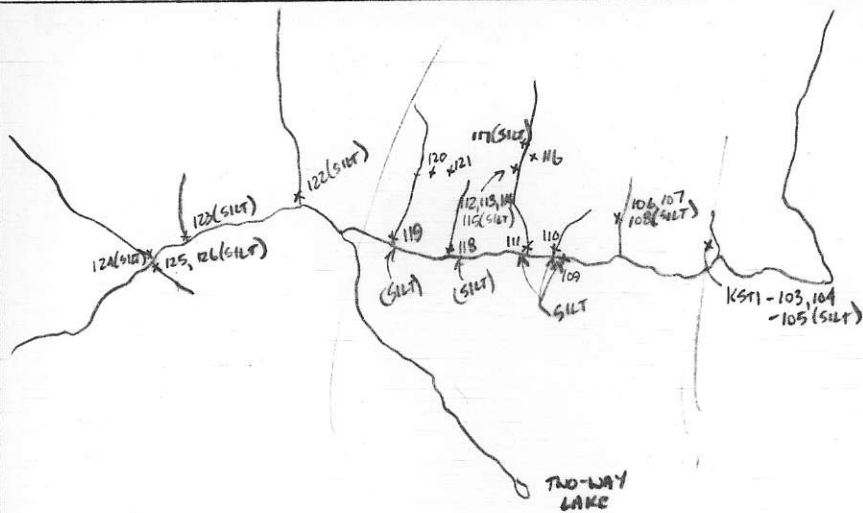 117(SILT)
116
120
121
122(SILT)
112, 113, 114
115(SILT)
106, 107
108(SILT)
123(SILT)
119
118
111
110
109
124(SILT)
125, 126(SILT)
(SILT)
(SILT)
SILT
KST1-103, 104
-105(SILT)
TWO-WAY
LAKE